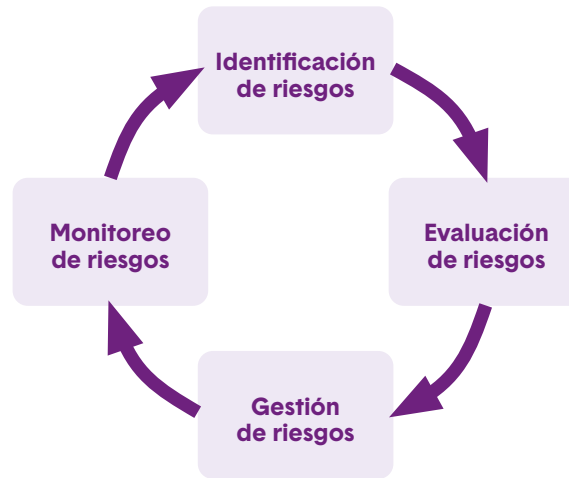 Identificación
de riesgos
Evaluación
de riesgos
Gestión
de riesgos
Monitoreo
de riesgos